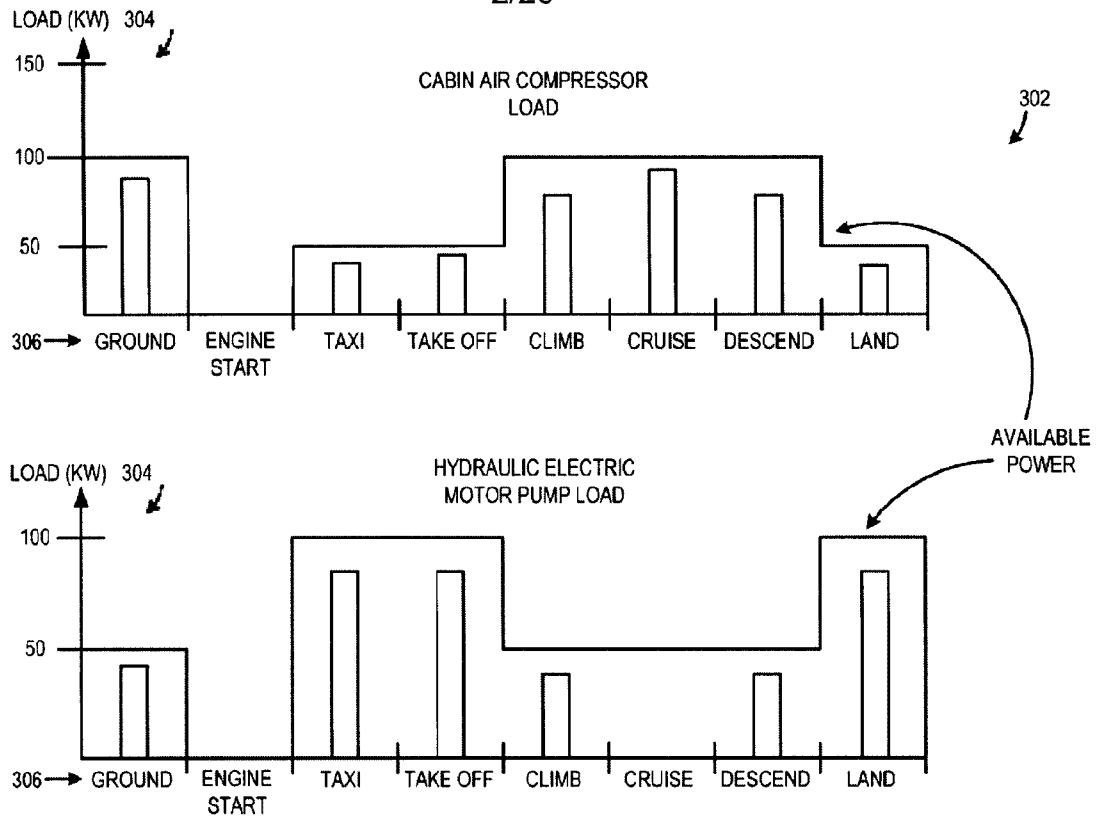 LOAD (KW) 304
150
CABIN AIR COMPRESSOR
LOAD
302
100
50
306 GROUND ENGINE TAXI TAKE OFF CLIMB CRUISE DESCEND LAND
START
AVAILABLE
POWER
LOAD (KW) 304
HYDRAULIC ELECTRIC
MOTOR PUMP LOAD
100
50
306 GROUND ENGINE TAXI TAKE OFF CLIMB CRUISE DESCEND LAND
START